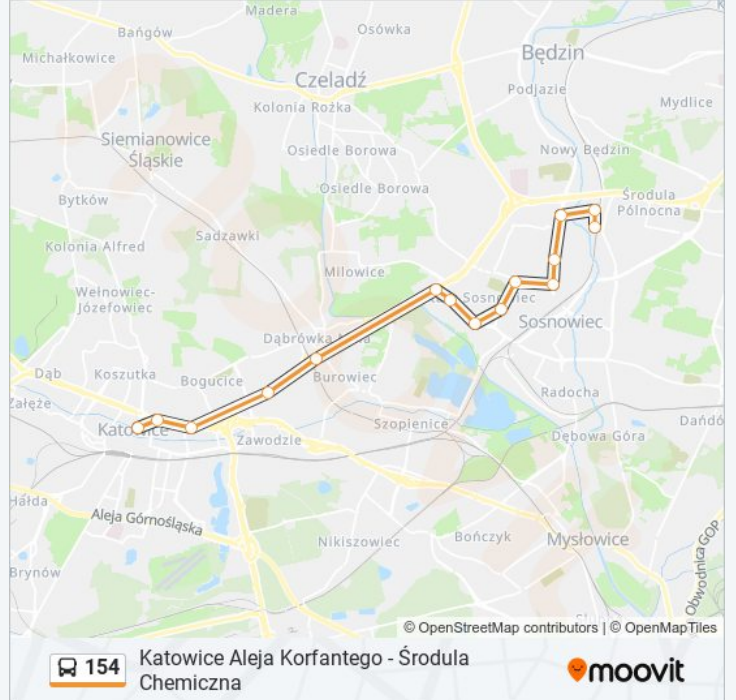 Madera
Bańgów
Osówka
Michałkowice
Będzin
Czeladź
Podjazie
Kolonia Rożka
Mydlice
Siemianowice
Śląskie
Osiedle Borowa
Nowy Będzin
Osiedle Borowa
Bytków
Środula
Północna
Sadzawki
Kolonia Alfred
Milowice
Wełnowiec-
Józefowiec
Sosnowiec
Dąbrówka
Dąb
Koszutka
Bogucice
Burowiec
Radocha
Załęże
Katowice
Zawodzie
Szopienice
Dańdó
Dębowa Góra
Hałda
Aleja Górnośląska
Nikiszowiec
Bończyk
Mysłowice
Obwodnica GOP
Brynów
© OpenStreetMap contributors | © OpenMapTiles
154
Katowice Aleja Korfantego - Środula
Chemiczna
moovit